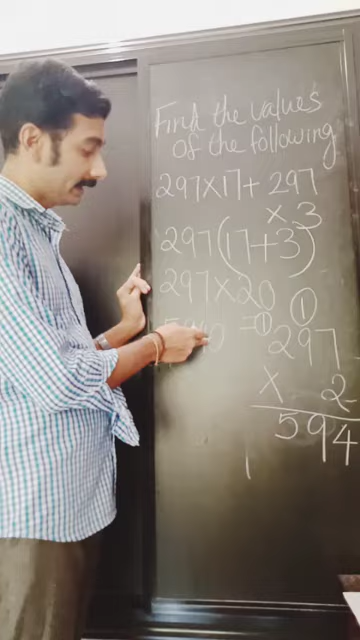 Find the values
of the following
297×17+ 297
×3
297(17+3)
297×20
= ① ①
297
× 2
594